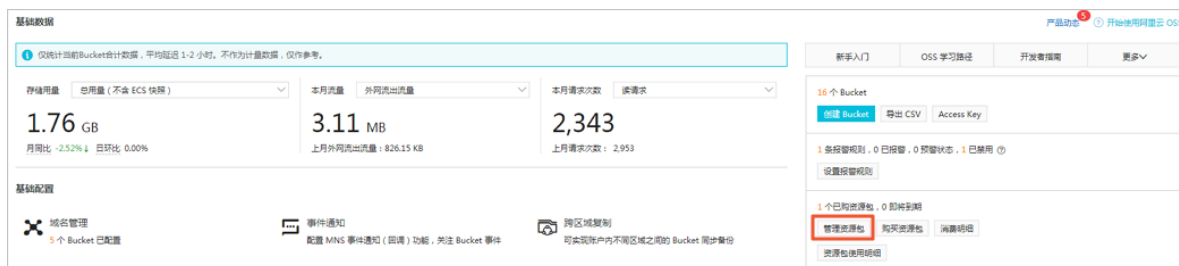 基础数据
产品动态 5 开始使用阿里云 OSS
仅统计当前Bucket合计数据，平均延迟 1-2 小时。不作为计量数据，仅作参考。
新手入门 OSS 学习路径 开发者指南 更多
存储用量 总用量 ( 不含 ECS 快照 ) 本月流量 外网流出流量 本月请求次数 读请求
16 个 Bucket
创建 Bucket 导出 CSV Access Key
1.76 GB 3.11 MB 2,343
月同比 -2.52% 日环比 0.00% 上月外网流出流量：826.15 KB 上月请求次数： 2,953
1 条报警规则，0 已报警，0 预警状态，1 已禁用
设置报警规则
基础配置
1 个已购资源包，0 即将到期
域名管理 事件通知 跨区域复制
管理资源包 购买资源包 消费明细
5 个 Bucket 已配置 配置 MNS 事件通知 ( 回调 ) 功能，关注 Bucket 事件 可实现账户内不同区域之间的 Bucket 同步备份
资源包使用明细